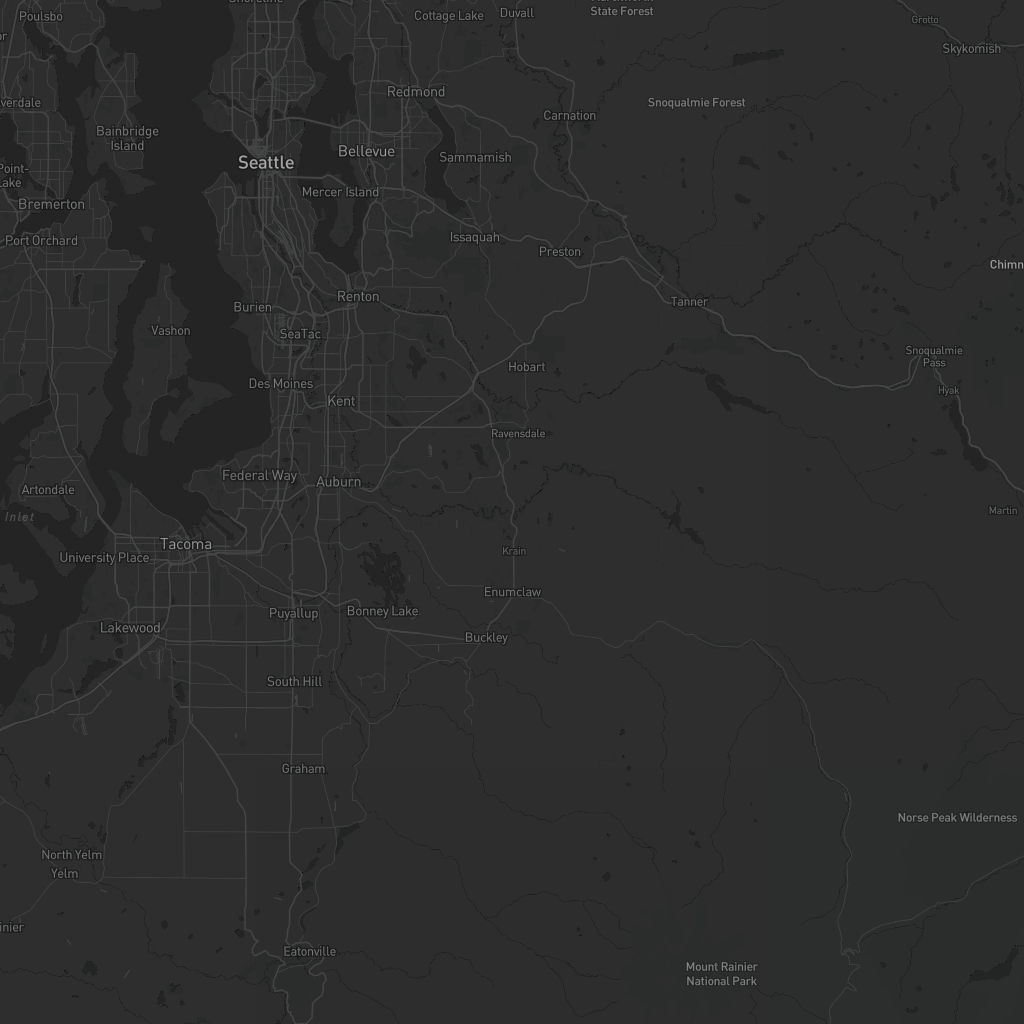 Shoreline
Poulsbo
Cottage Lake
Duvall
State Forest
Grotto
Skykomish
Redmond
Snoqualmie Forest
verdale
Carnation
Bainbridge
Island
Seattle
Bellevue
Sammamish
Point-
Lake
Mercer Island
Bremerton
Port Orchard
Issaquah
Preston
Chimn
Renton
Tanner
Burien
Vashon
SeaTac
Snoqualmie
Pass
Hobart
Des Moines
Hyak
Kent
Ravensdale
Federal Way
Auburn
Artondale
Inlet
Martin
Tacoma
University Place
Krain
Enumclaw
Puyallup
Bonney Lake
Lakewood
Buckley
South Hill
Graham
Norse Peak Wilderness
North Yelm
Yelm
inier
Eatonville
Mount Rainier
National Park